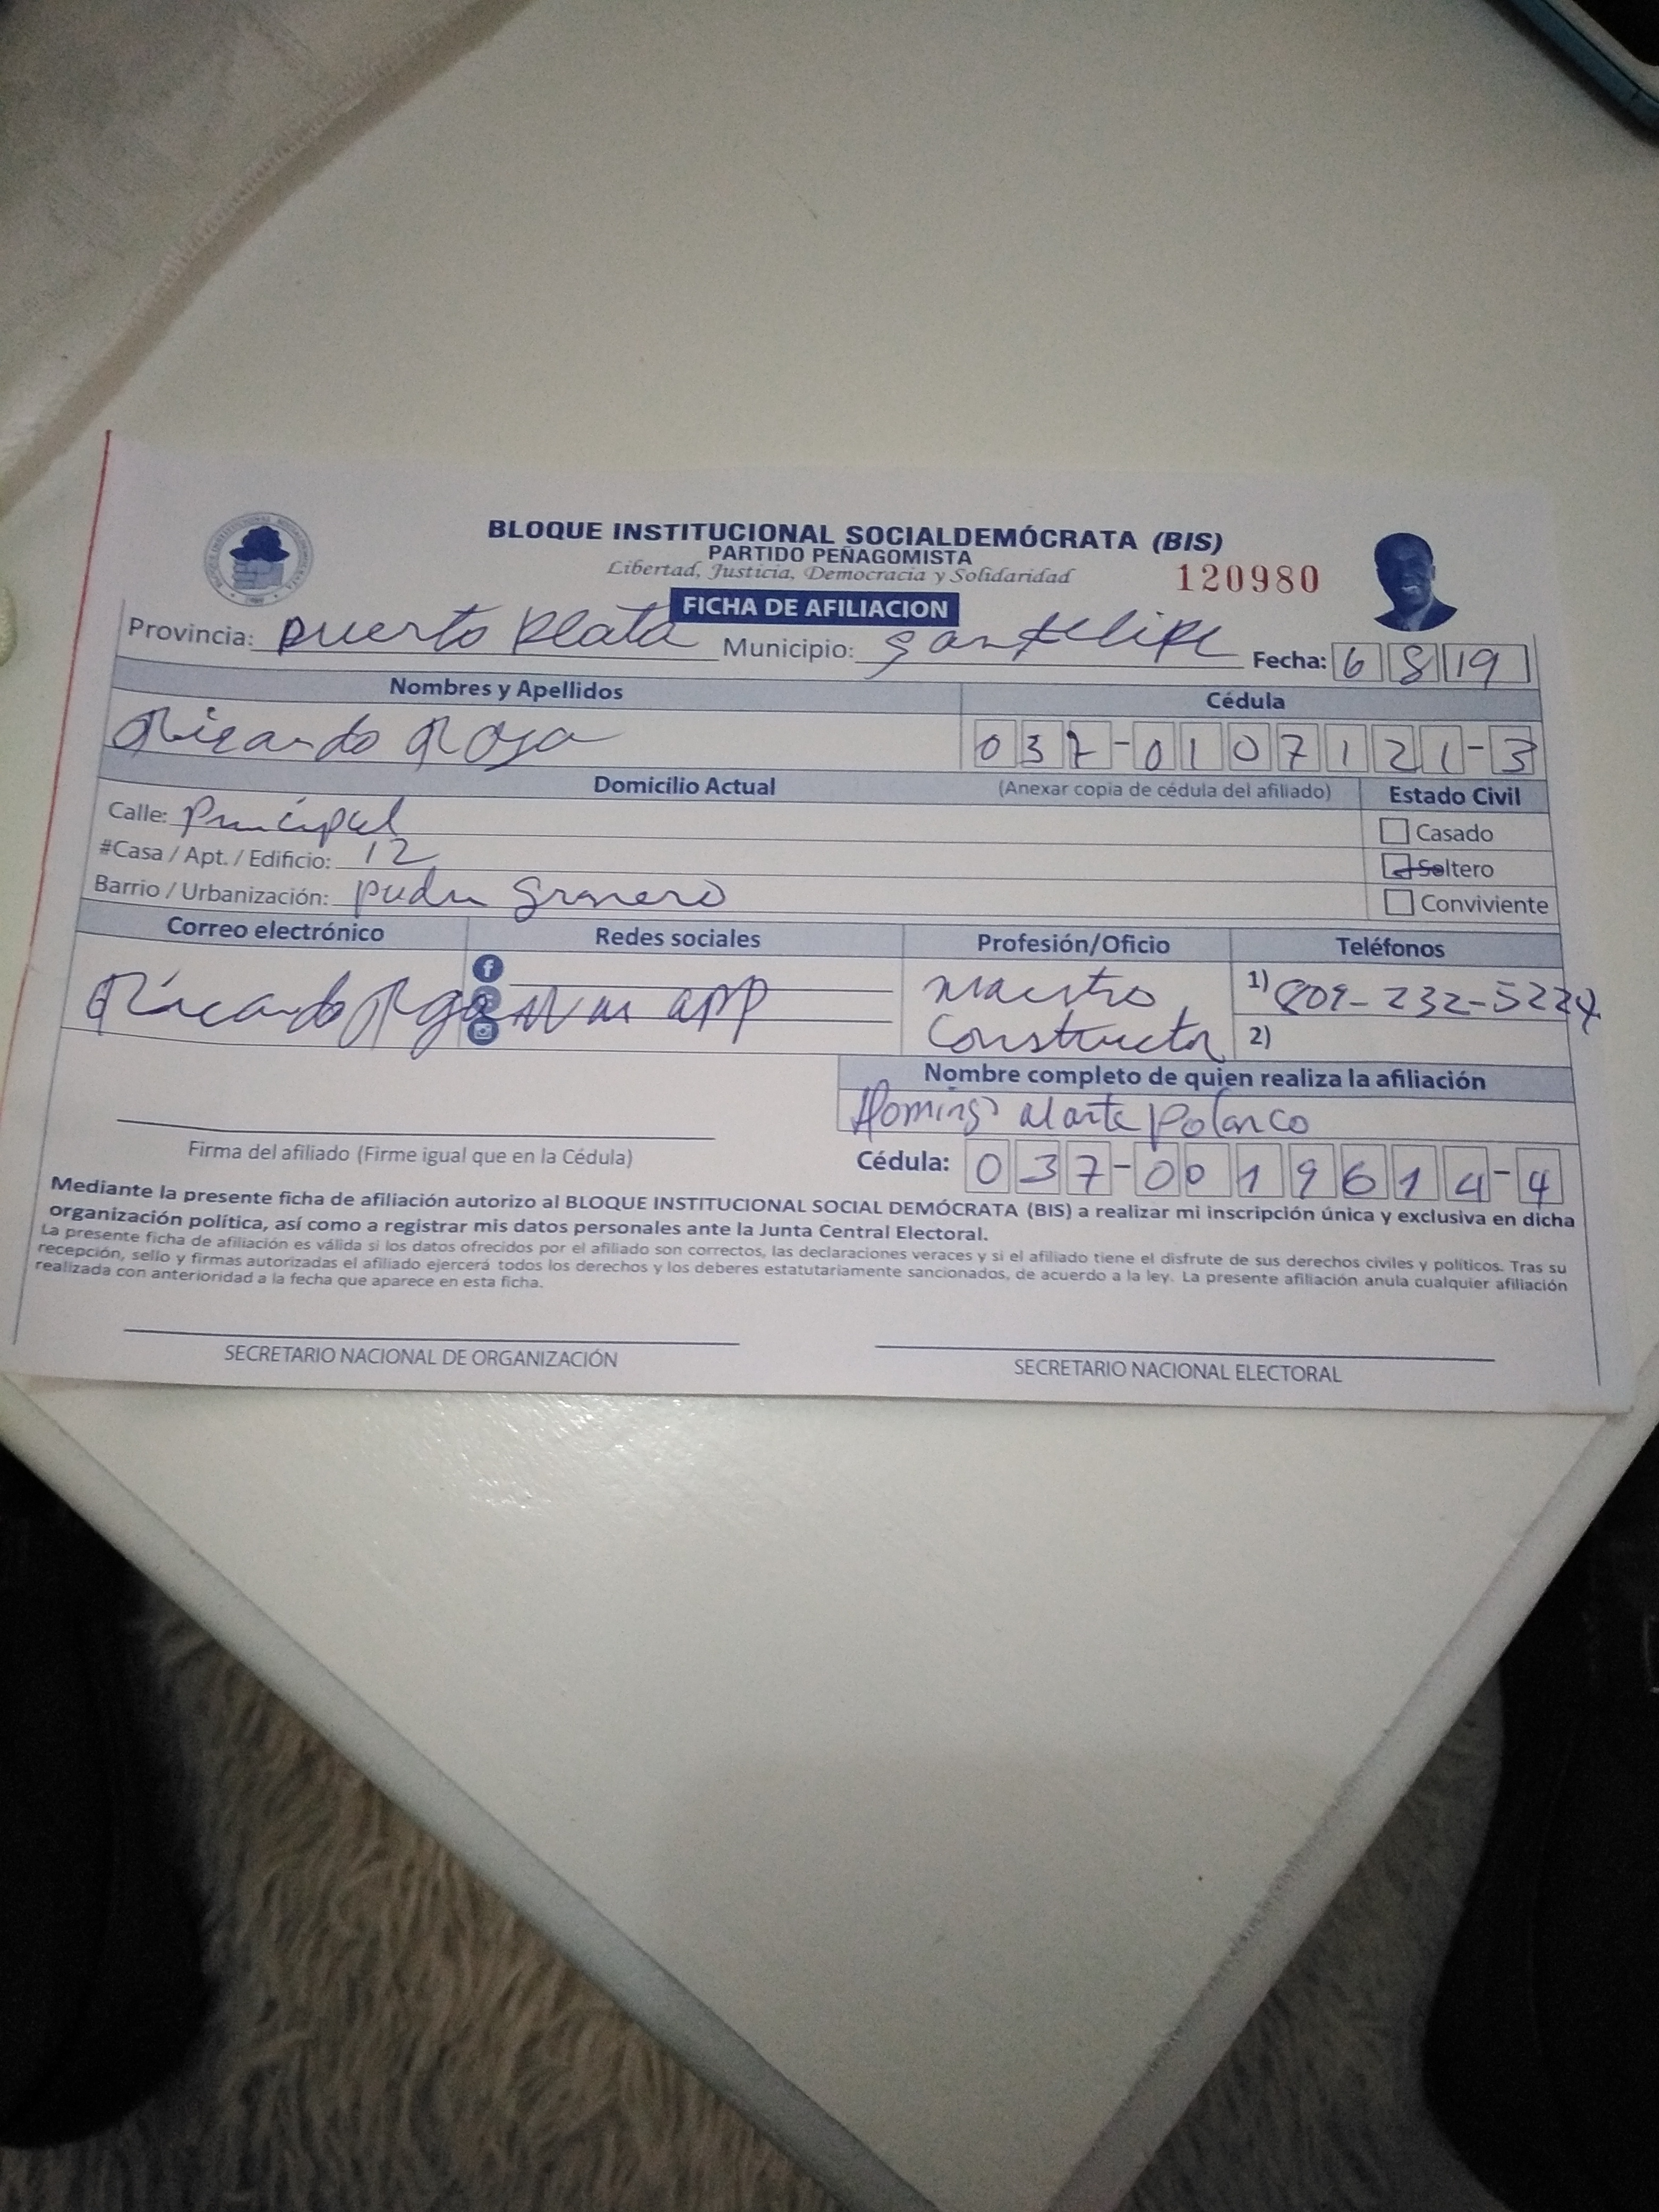 BLOQUE INSTITUCIONAL SOCIALDEMÓCRATA (BIS)
PARTIDO PEÑAGOMISTA
Libertad, Justicia, Democracia y Solidaridad
120980
FICHA DE AFILIACION
Provincia: Puerto Plata Municipio: San Felipe Fecha: 6 8 19
Nombres y Apellidos Cédula
Ricardo Rosa 037-0107121-3
Domicilio Actual (Anexar copia de cédula del afiliado) Estado Civil
Calle: Principal Casado
#Casa / Apt. / Edificio: 12 Soltero
Barrio / Urbanización: padre Granero Conviviente
Correo electrónico Redes sociales Profesión/Oficio Teléfonos
Ricardo maestro 1) 809-232-5224
Constructor 2)
Nombre completo de quien realiza la afiliación
Domingo Marte Polanco
Firma del afiliado (Firme igual que en la Cédula) Cédula: 037-0019614-4
Mediante la presente ficha de afiliación autorizo al BLOQUE INSTITUCIONAL SOCIAL DEMÓCRATA (BIS) a realizar mi inscripción única y exclusiva en dicha
organización política, así como a registrar mis datos personales ante la Junta Central Electoral.
La presente ficha de afiliación es válida si los datos ofrecidos por el afiliado son correctos, las declaraciones veraces y si el afiliado tiene el disfrute de sus derechos civiles y políticos. Tras su
recepción, sello y firmas autorizadas el afiliado ejercerá todos los derechos y los deberes estatutariamente sancionados, de acuerdo a la ley. La presente afiliación anula cualquier afiliación
realizada con anterioridad a la fecha que aparece en esta ficha.
SECRETARIO NACIONAL DE ORGANIZACIÓN SECRETARIO NACIONAL ELECTORAL